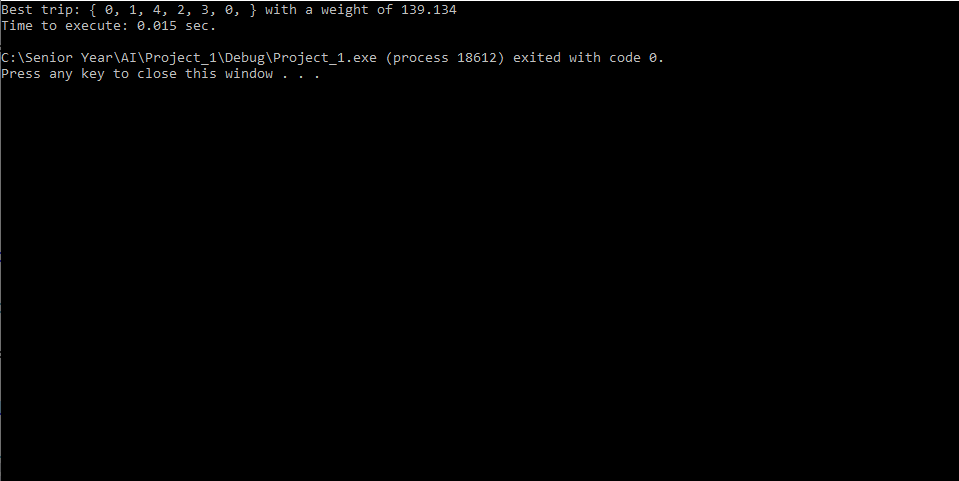 Best trip: { 0, 1, 4, 2, 3, 0, } with a weight of 139.134
Time to execute: 0.015 sec.
C:\Senior Year\AI\Project_1\Debug\Project_1.exe (process 18612) exited with code 0.
Press any key to close this window . . .